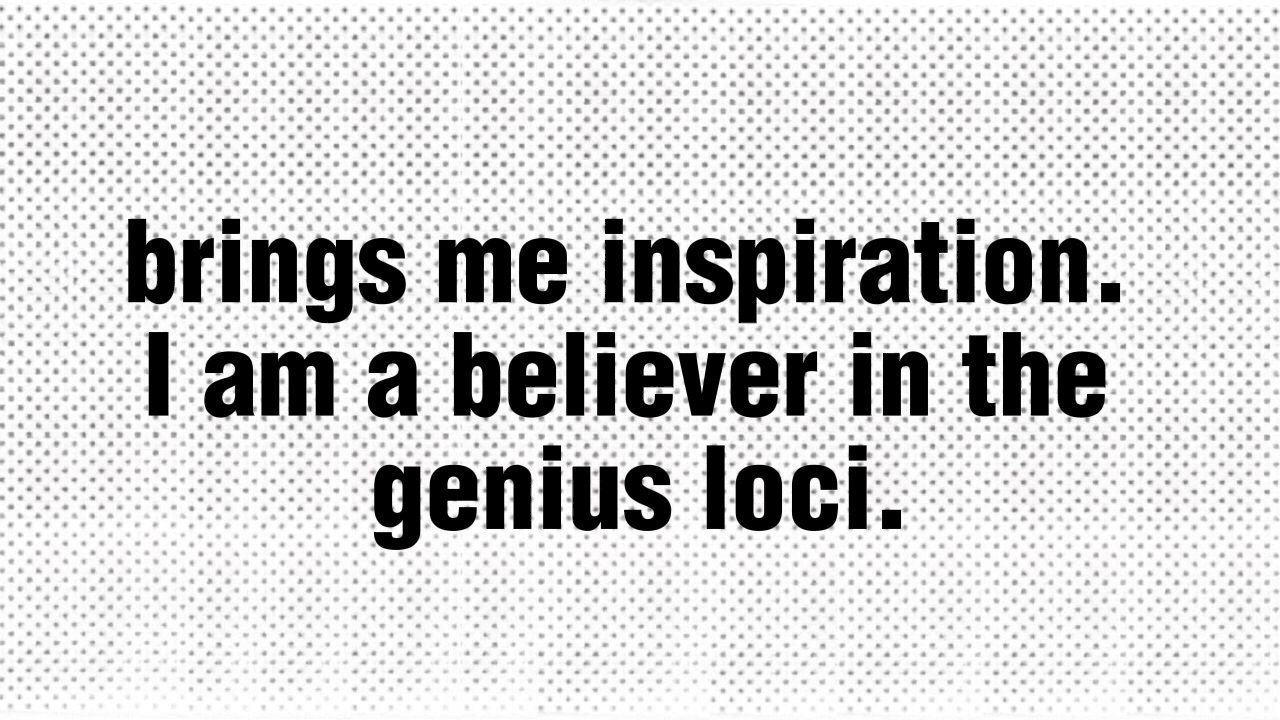 brings me inspiration.
I am a believer in the
genius loci.